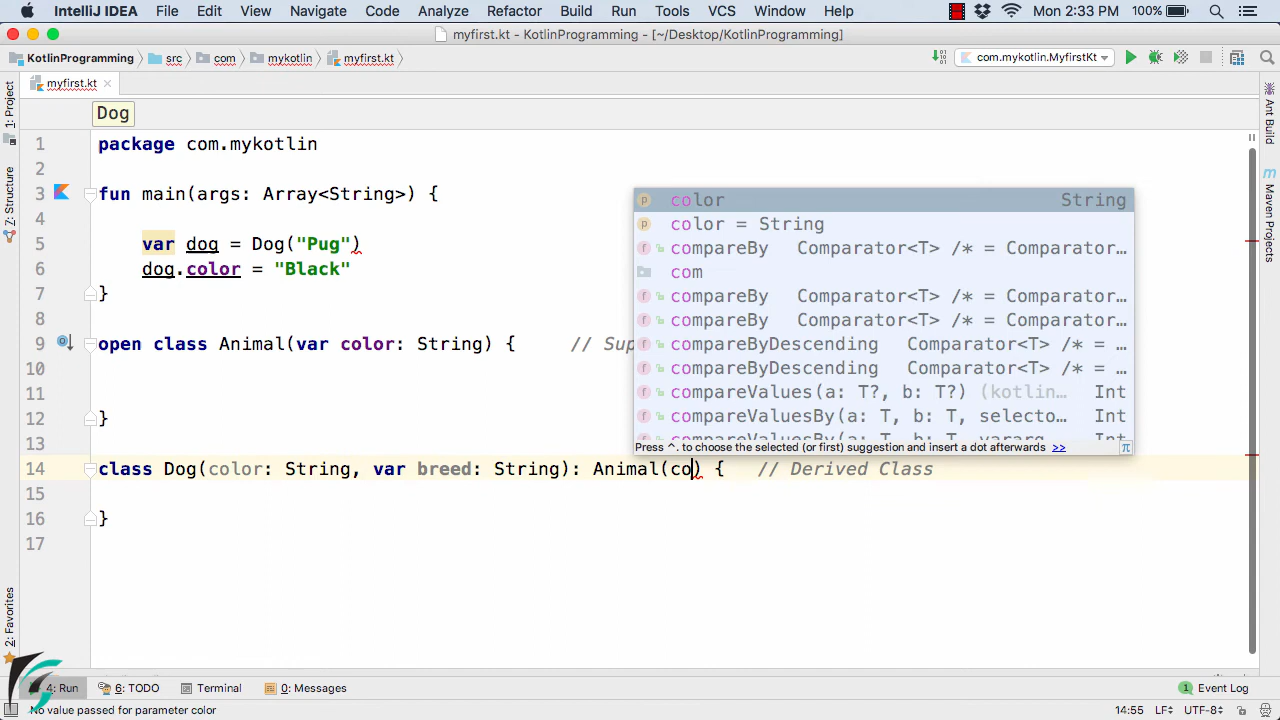 IntelliJ IDEA File Edit View Navigate Code Analyze Refactor Build Run Tools VCS Window Help Mon 2:33 PM 100%
myfirst.kt - KotlinProgramming - [~/Desktop/KotlinProgramming]
KotlinProgramming src com mykotlin myfirst.kt com.mykotlin.MyfirstKt
myfirst.kt
Dog
1 package com.mykotlin
2
3 fun main(args: Array<String>) {
4
5 var dog = Dog("Pug")
6 dog.color = "Black"
7 }
8
9 open class Animal(var color: String) { // Sup
10
11
12 }
13
14 class Dog(color: String, var breed: String): Animal(co) { // Derived Class
15
16 }
17
color String
color = String
compareBy Comparator<T> /* = Comparator…
com
compareBy Comparator<T> /* = Comparator…
compareBy Comparator<T> /* = Comparator…
compareByDescending Comparator<T> /* = …
compareByDescending Comparator<T> /* = …
compareValues(a: T?, b: T?) (kotlin… Int
compareValuesBy(a: T, b: T, selecto… Int
compareValuesBy(a: T, b: T, vararg Int
Press ^. to choose the selected (or first) suggestion and insert a dot afterwards >>
1: Project
7: Structure
2: Favorites
Ant Build
Maven Projects
4: Run 6: TODO Terminal 0: Messages 1 Event Log
No value passed for parameter color 14:55 LF÷ UTF-8÷